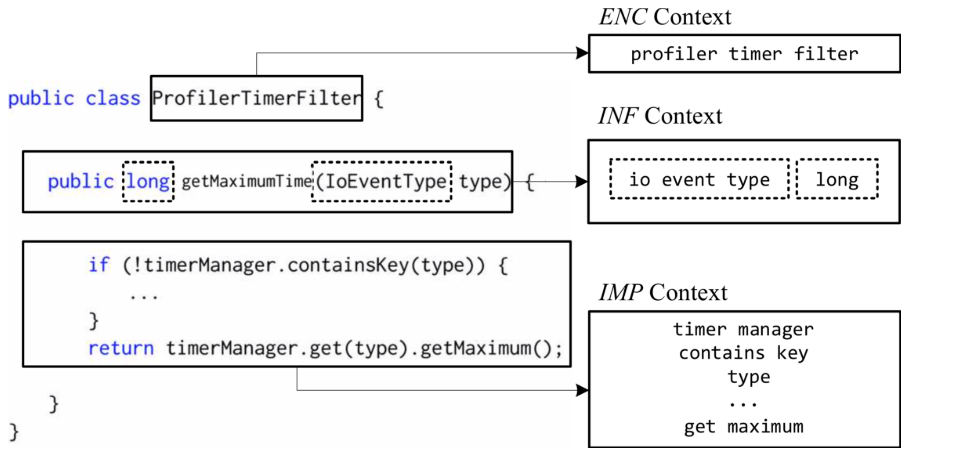 ENC Context
profiler timer filter
public class ProfilerTimerFilter {
INF Context
public long getMaximumTime(IoEventType type) {
io event type long
if (!timerManager.containsKey(type)) {
...
}
return timerManager.get(type).getMaximum();
IMP Context
timer manager
contains key
type
...
get maximum
}
}